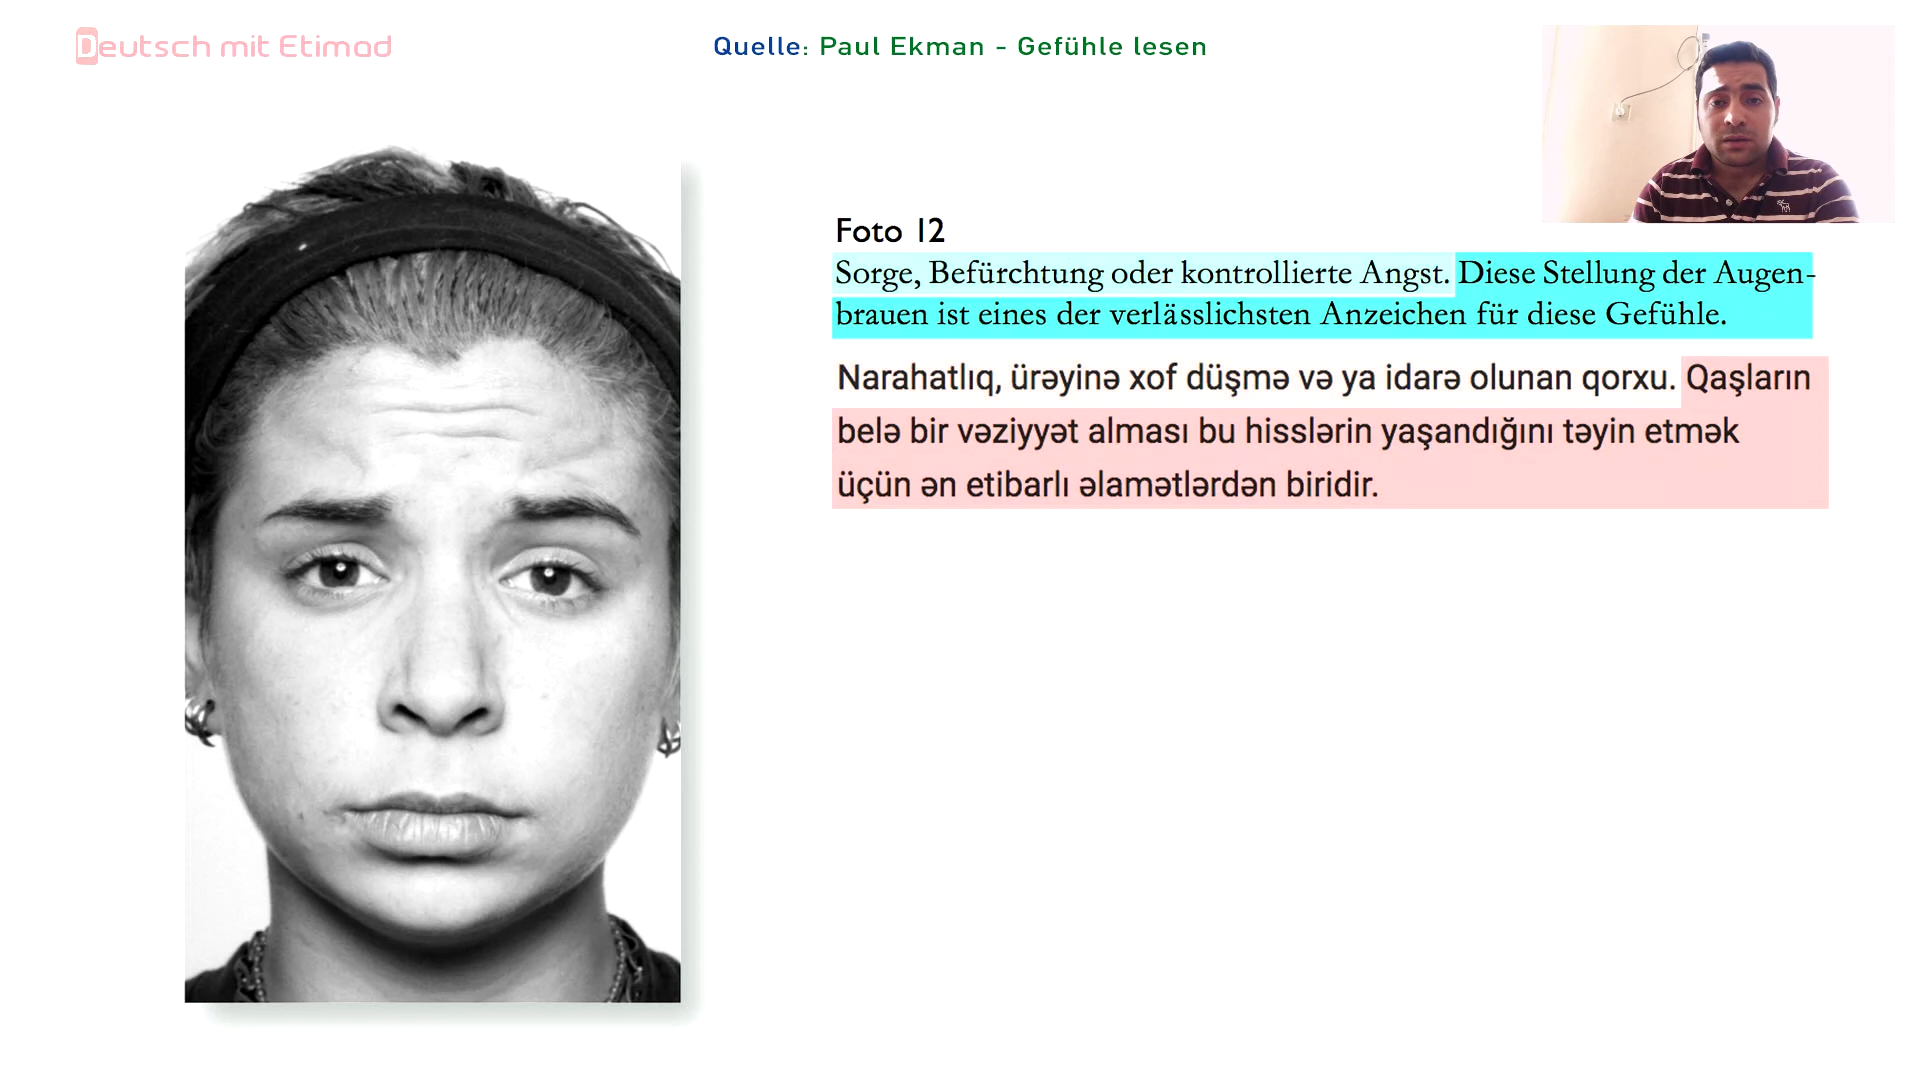 Deutsch mit Etimad
Quelle: Paul Ekman - Gefühle lesen
Foto 12
Sorge, Befürchtung oder kontrollierte Angst. Diese Stellung der Augen-
brauen ist eines der verlässlichsten Anzeichen für diese Gefühle.
Narahatlıq, ürəyinə xof düşmə və ya idarə olunan qorxu. Qaşların
belə bir vəziyyət alması bu hisslərin yaşandığını təyin etmək
üçün ən etibarlı əlamətlərdən biridir.